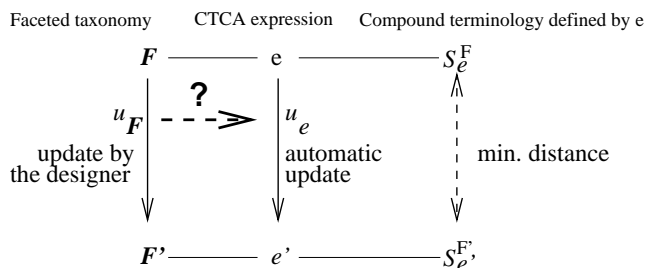 Faceted taxonomy CTCA expression Compound terminology defined by e
F e S_e^F
?
u_F u_e
update by automatic min. distance
the designer update
F' e' S_e^F',